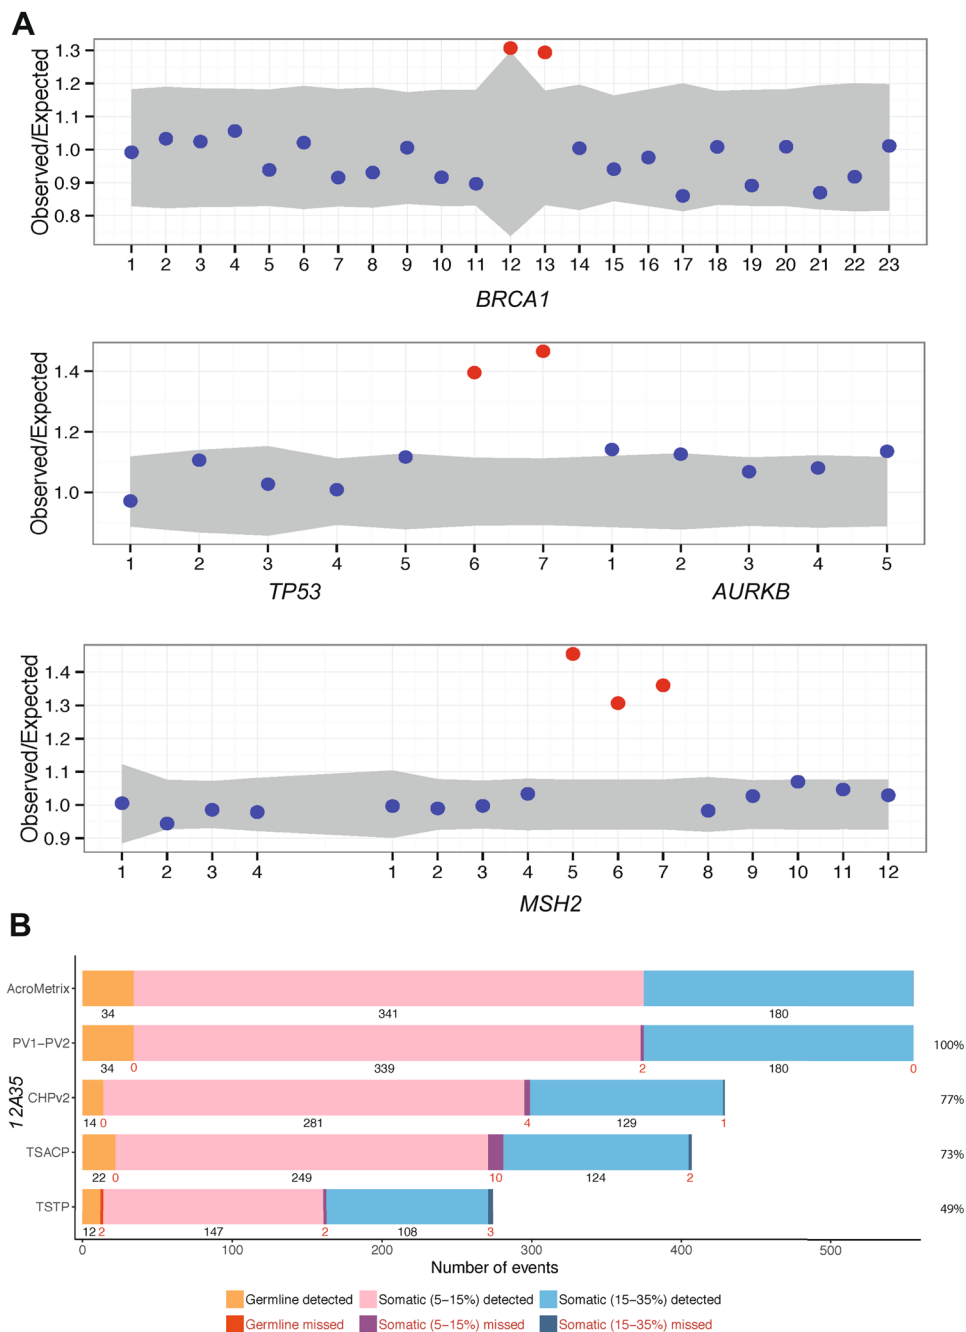 A
Observed/Expected
1.3
1.2
1.1
1.0
0.9
0.8
1 2 3 4 5 6 7 8 9 10 11 12 13 14 15 16 17 18 19 20 21 22 23
BRCA1
Observed/Expected
1.4
1.2
1.0
1 2 3 4 5 6 7 1 2 3 4 5
TP53 AURKB
Observed/Expected
1.4
1.3
1.2
1.1
1.0
0.9
1 2 3 4 1 2 3 4 5 6 7 8 9 10 11 12
MSH2
B
12A35
AcroMetrix
34 341 180
PV1–PV2 100%
34 0 339 2 180 0
CHPv2 77%
14 0 281 4 129 1
TSACP 73%
22 0 249 10 124 2
TSTP 49%
12 2 147 2 108 3
0 100 200 300 400 500
Number of events
Germline detected Somatic (5–15%) detected Somatic (15–35%) detected
Germline missed Somatic (5–15%) missed Somatic (15–35%) missed